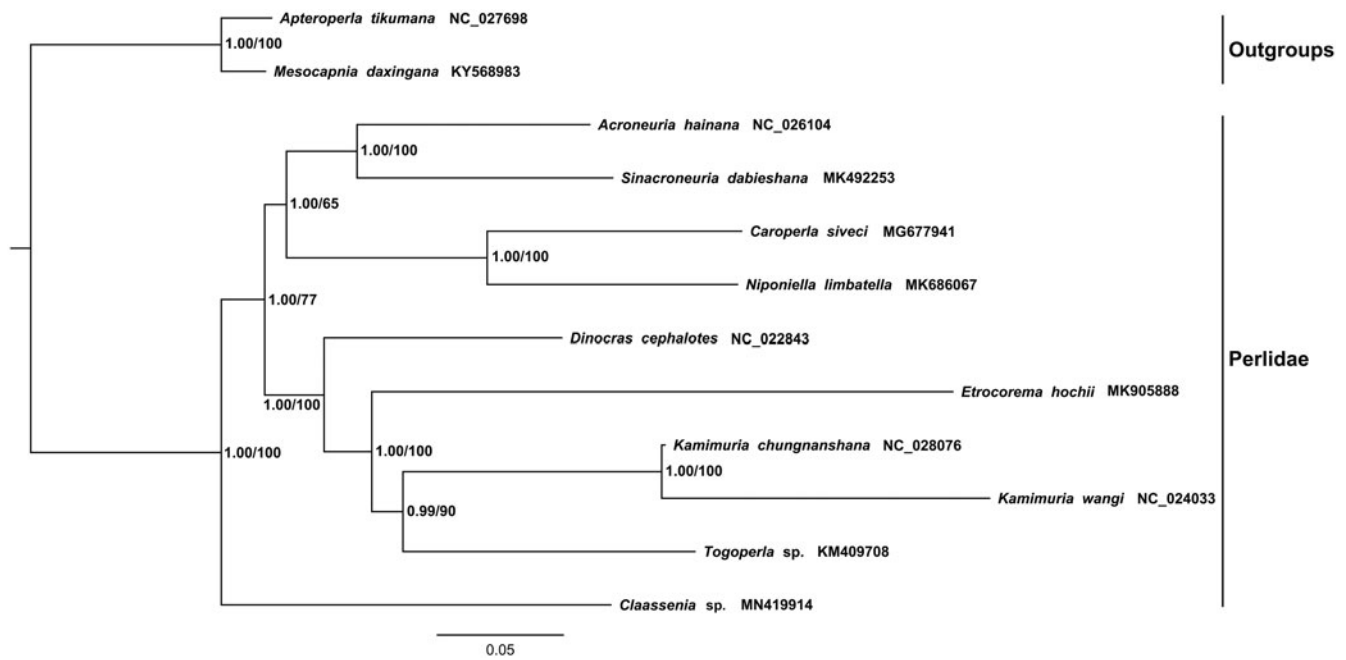 Apteroperla tikumana NC_027698
1.00/100
Outgroups
Mesocapnia daxingana KY568983
Acroneuria hainana NC_026104
1.00/100
Sinacroneuria dabieshana MK492253
1.00/65
Caroperla siveci MG677941
1.00/100
Niponiella limbatella MK686067
1.00/77
Dinocras cephalotes NC_022843
Perlidae
Etrocorema hochii MK905888
1.00/100
Kamimuria chungnanshana NC_028076
1.00/100
1.00/100
1.00/100
Kamimuria wangi NC_024033
0.99/90
Togoperla sp. KM409708
Claassenia sp. MN419914
0.05